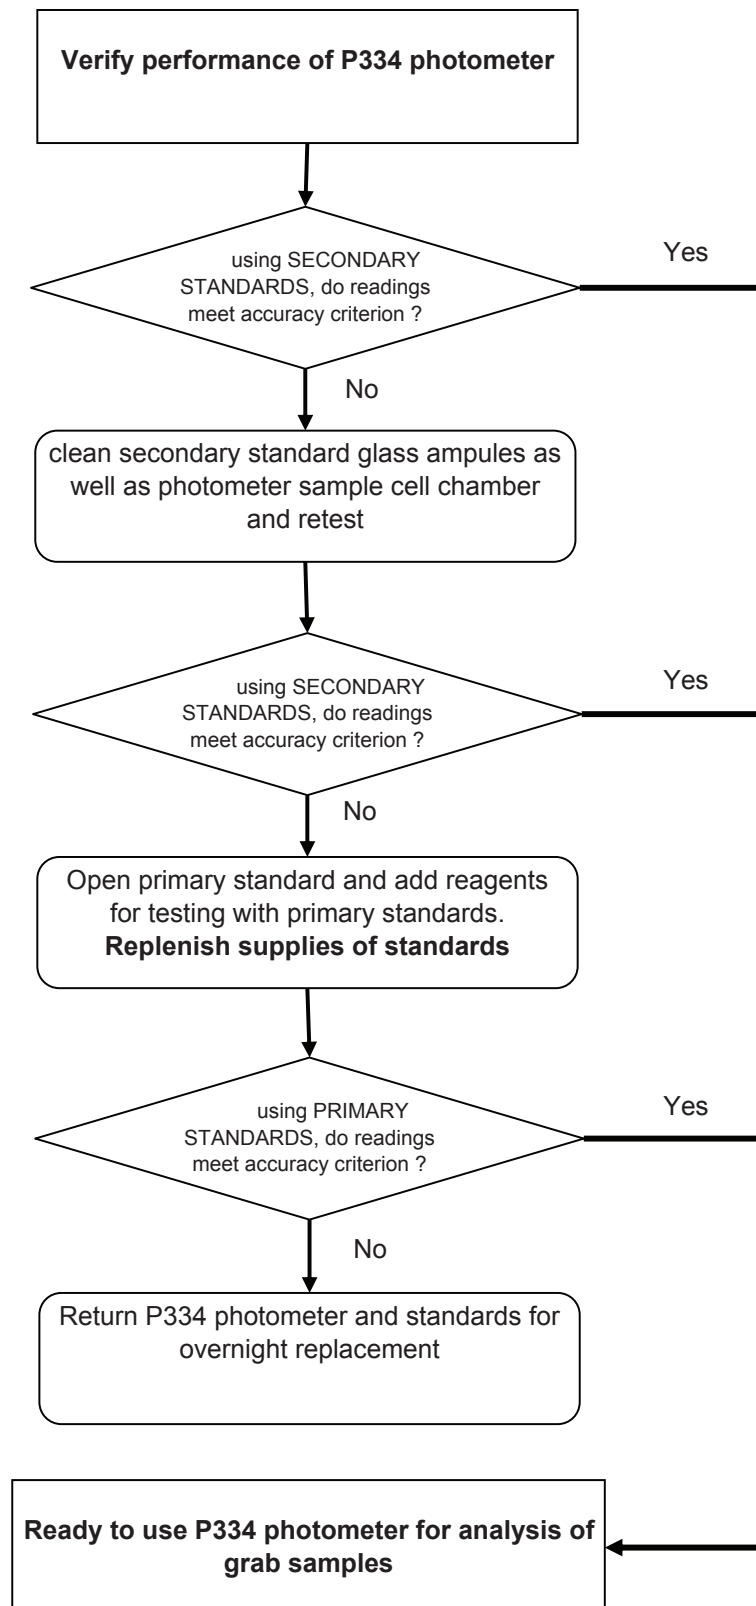 Verify performance of P334 photometer
using SECONDARY
STANDARDS, do readings
meet accuracy criterion ?
Yes
No
clean secondary standard glass ampules as
well as photometer sample cell chamber
and retest
using SECONDARY
STANDARDS, do readings
meet accuracy criterion ?
Yes
No
Open primary standard and add reagents
for testing with primary standards.
Replenish supplies of standards
using PRIMARY
STANDARDS, do readings
meet accuracy criterion ?
Yes
No
Return P334 photometer and standards for
overnight replacement
Ready to use P334 photometer for analysis of
grab samples